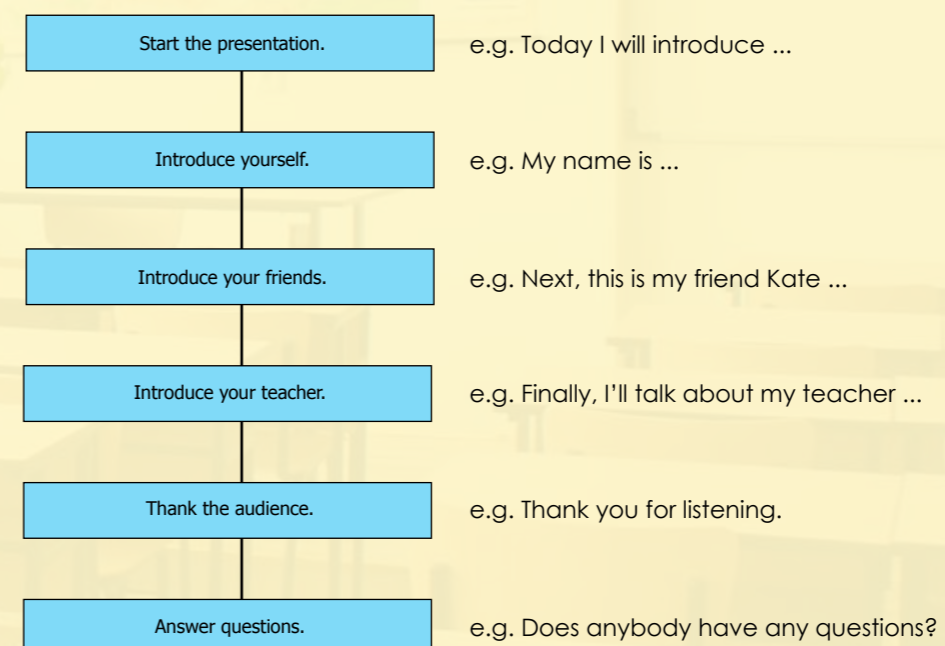 Start the presentation. e.g. Today I will introduce ...
Introduce yourself. e.g. My name is ...
Introduce your friends. e.g. Next, this is my friend Kate ...
Introduce your teacher. e.g. Finally, I’ll talk about my teacher ...
Thank the audience. e.g. Thank you for listening.
Answer questions. e.g. Does anybody have any questions?